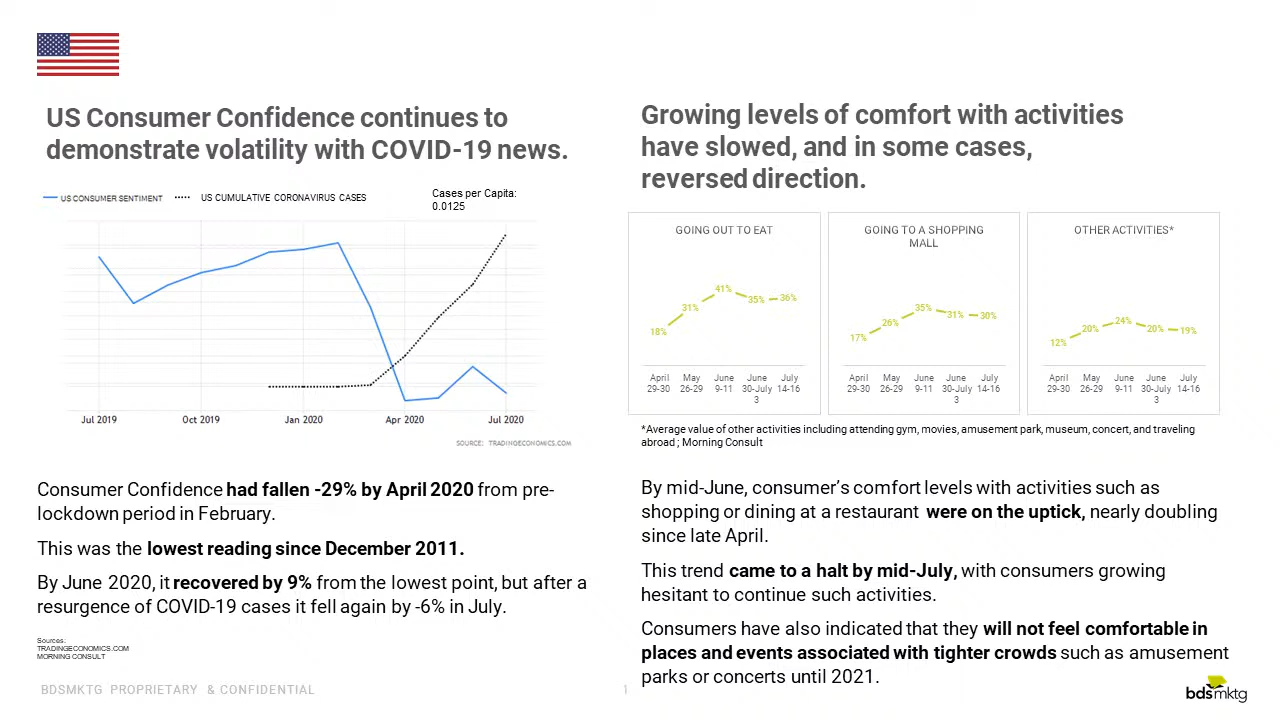 US Consumer Confidence continues to
demonstrate volatility with COVID-19 news.
US CONSUMER SENTIMENT
US CUMULATIVE CORONAVIRUS CASES
Cases per Capita:
0.0125
Jul 2019
Oct 2019
Jan 2020
Apr 2020
Jul 2020
SOURCE: TRADINGECONOMICS.COM
Consumer Confidence had fallen -29% by April 2020 from pre-
lockdown period in February.
This was the lowest reading since December 2011.
By June 2020, it recovered by 9% from the lowest point, but after a
resurgence of COVID-19 cases it fell again by -6% in July.
Sources:
TRADINGECONOMICS.COM
MORNING CONSULT
Growing levels of comfort with activities
have slowed, and in some cases,
reversed direction.
GOING OUT TO EAT
18%
31%
41%
35%
36%
April
29-30
May
26-29
June
9-11
June
30-July
3
July
14-16
GOING TO A SHOPPING
MALL
17%
26%
35%
31%
30%
April
29-30
May
26-29
June
9-11
June
30-July
3
July
14-16
OTHER ACTIVITIES*
12%
20%
24%
20%
19%
April
29-30
May
26-29
June
9-11
June
30-July
3
July
14-16
*Average value of other activities including attending gym, movies, amusement park, museum, concert, and traveling
abroad ; Morning Consult
By mid-June, consumer's comfort levels with activities such as
shopping or dining at a restaurant were on the uptick, nearly doubling
since late April.
This trend came to a halt by mid-July, with consumers growing
hesitant to continue such activities.
Consumers have also indicated that they will not feel comfortable in
places and events associated with tighter crowds such as amusement
parks or concerts until 2021.
BDSMKTG PROPRIETARY & CONFIDENTIAL
1
bdsmktg